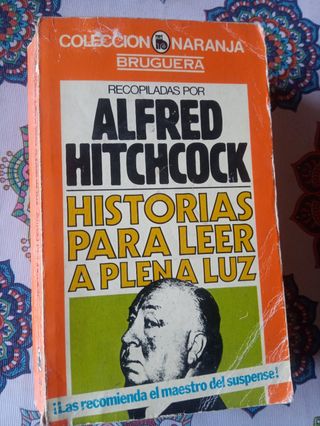 COLECCION NARANJA
BRUGUERA
RECOPILADAS POR
ALFRED
HITCHCOCK
HISTORIAS
PARA LEER
A PLENA LUZ
¡Las recomienda el maestro del suspense!